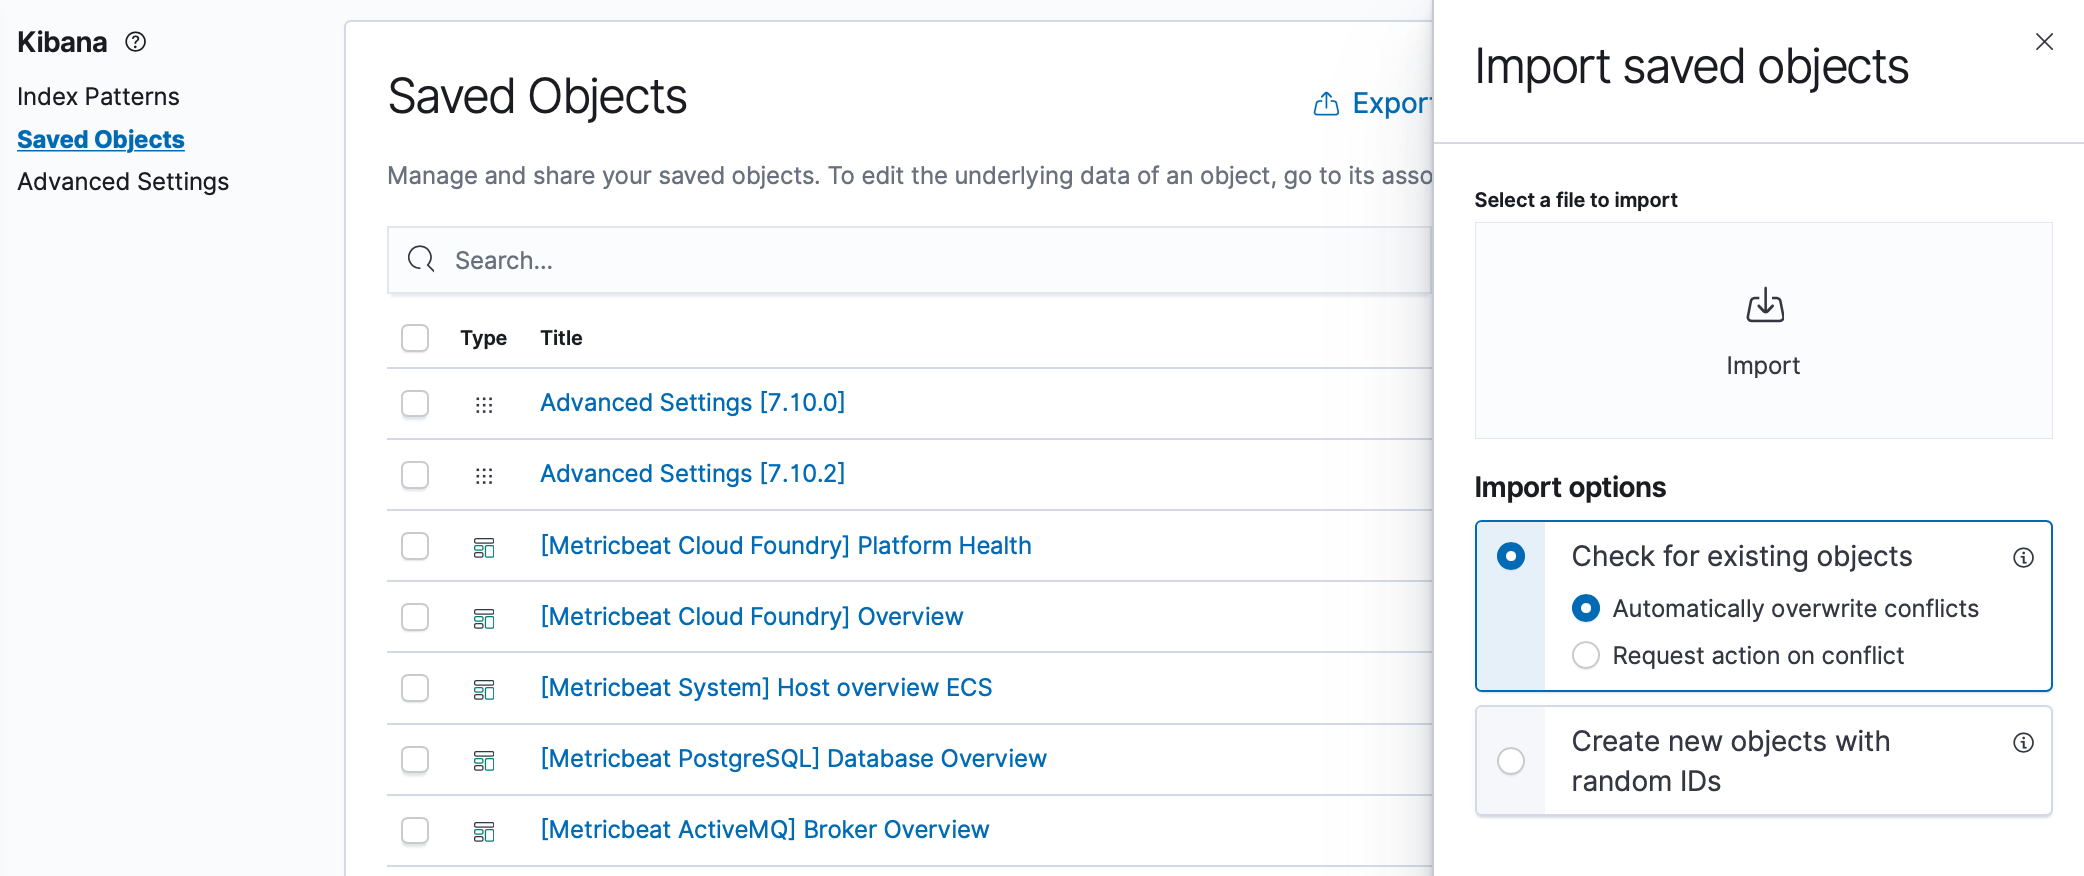 Kibana
Index Patterns
Saved Objects
Advanced Settings
Saved Objects
Export
Manage and share your saved objects. To edit the underlying data of an object, go to its asso
Search...
Type Title
Advanced Settings [7.10.0]
Advanced Settings [7.10.2]
[Metricbeat Cloud Foundry] Platform Health
[Metricbeat Cloud Foundry] Overview
[Metricbeat System] Host overview ECS
[Metricbeat PostgreSQL] Database Overview
[Metricbeat ActiveMQ] Broker Overview
Import saved objects
Select a file to import
Import
Import options
Check for existing objects
Automatically overwrite conflicts
Request action on conflict
Create new objects with
random IDs